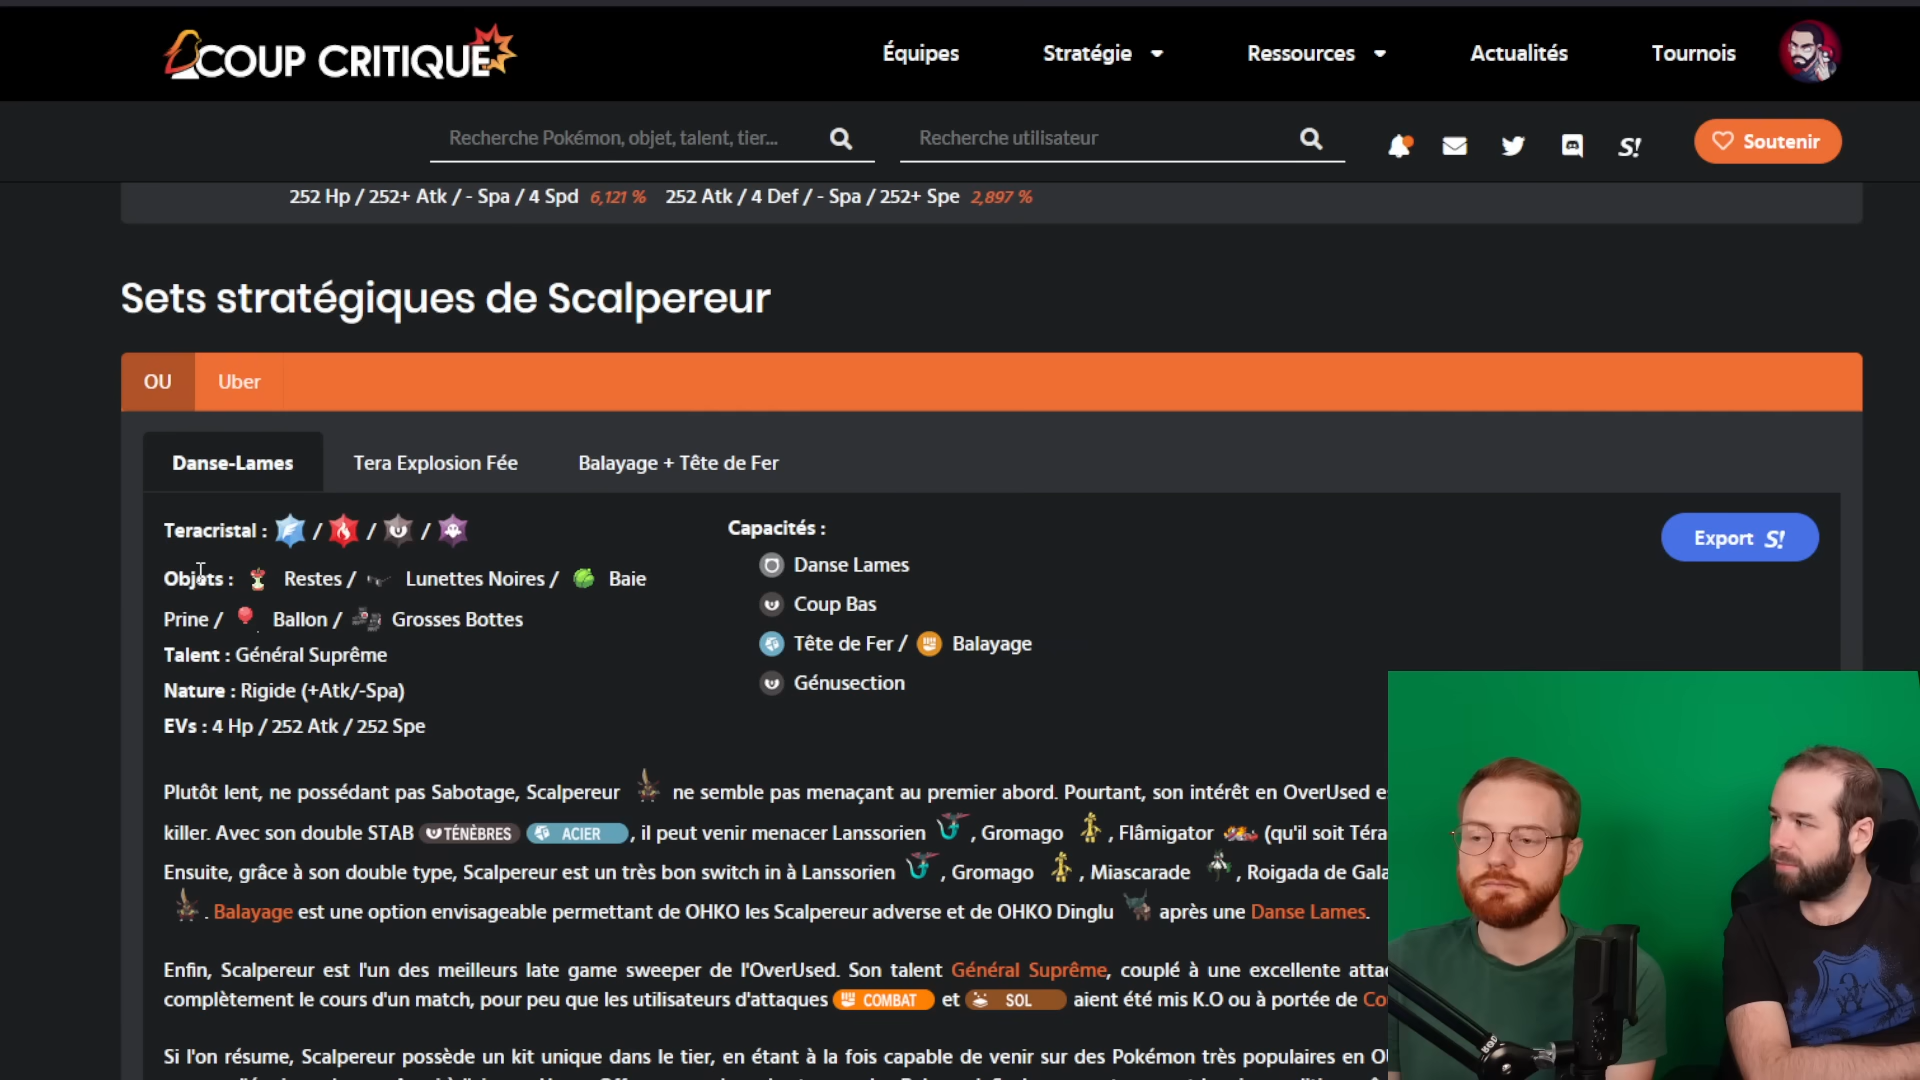 COUP CRITIQUE
Équipes
Stratégie
Ressources
Actualités
Tournois
Recherche Pokémon, objet, talent, tier...
Recherche utilisateur
S!
Soutenir
252 Hp / 252+ Atk / - Spa / 4 Spd 6,121 % 252 Atk / 4 Def / - Spa / 252+ Spe 2,897 %
Sets stratégiques de Scalpereur
OU
Uber
Danse-Lames
Tera Explosion Fée
Balayage + Tête de Fer
Teracristal : / / /
Objets : Restes / Lunettes Noires / Baie
Prine / Ballon / Grosses Bottes
Talent : Général Suprême
Nature : Rigide (+Atk/-Spa)
EVs : 4 Hp / 252 Atk / 252 Spe
Capacités :
Danse Lames
Coup Bas
Tête de Fer / Balayage
Génusection
Export S!
Plutôt lent, ne possédant pas Sabotage, Scalpereur ne semble pas menaçant au premier abord. Pourtant, son intérêt en OverUsed
killer. Avec son double STAB TÉNÈBRES ACIER , il peut venir menacer Lanssorien , Gromago , Flâmigator (qu'il soit Téra
Ensuite, grâce à son double type, Scalpereur est un très bon switch in à Lanssorien , Gromago , Miascarade , Roigada de Gala
. Balayage est une option envisageable permettant de OHKO les Scalpereur adverse et de OHKO Dinglu après une Danse Lames.
Enfin, Scalpereur est l'un des meilleurs late game sweeper de l'OverUsed. Son talent Général Suprême, couplé à une excellente atta
complètement le cours d'un match, pour peu que les utilisateurs d'attaques COMBAT et SOL aient été mis K.O ou à portée de Co
Si l'on résume, Scalpereur possède un kit unique dans le tier, en étant à la fois capable de venir sur des Pokémon très populaires en